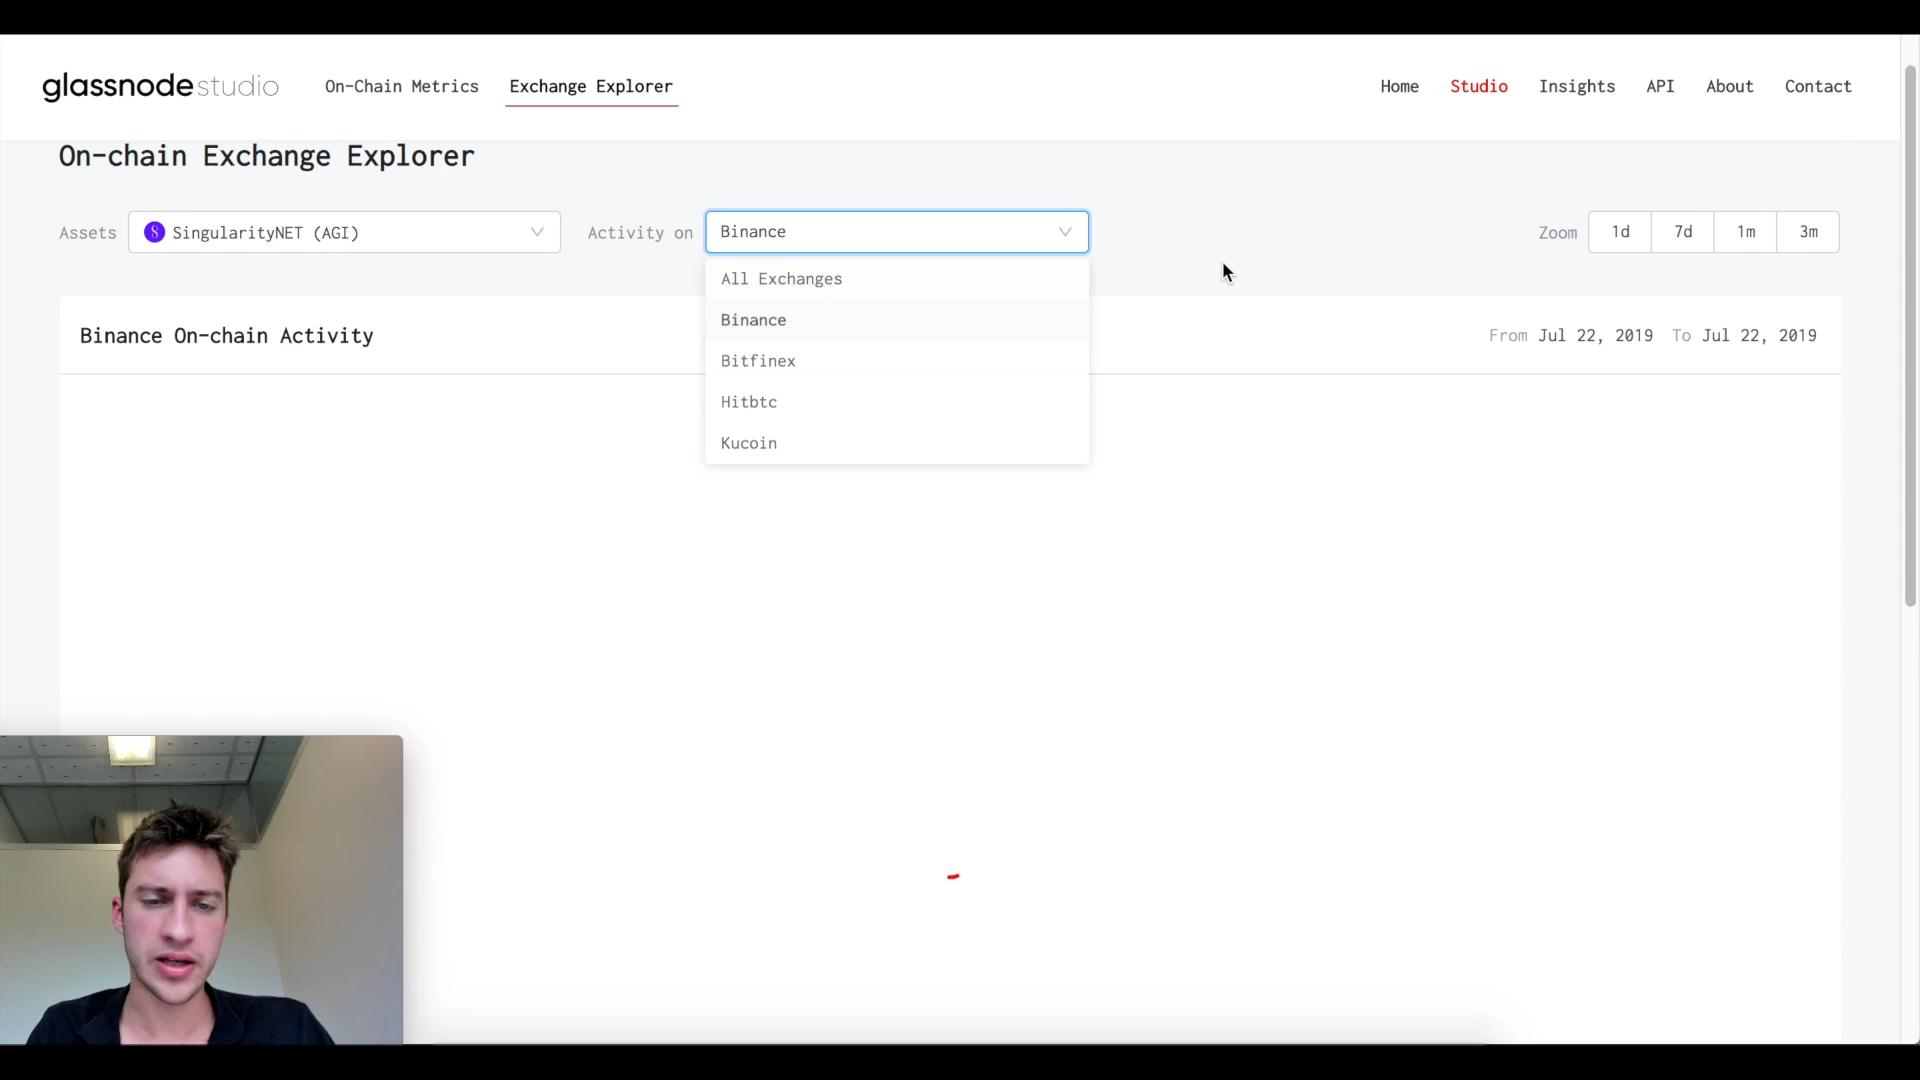 glassnode studio On-Chain Metrics Exchange Explorer Home Studio Insights API About Contact
On-chain Exchange Explorer
Assets SingularityNET (AGI) Activity on Binance Zoom 1d 7d 1m 3m
All Exchanges
Binance
Bitfinex
Hitbtc
Kucoin
Binance On-chain Activity From Jul 22, 2019 To Jul 22, 2019